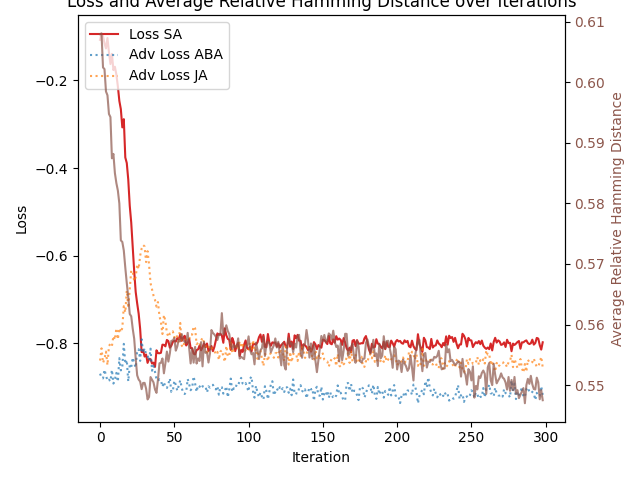 Loss and Average Relative Hamming Distance over Iterations
Loss SA
Adv Loss ABA
Adv Loss JA
−0.2
−0.4
−0.6
−0.8
Loss
0.61
0.60
0.59
0.58
0.57
0.56
0.55
Average Relative Hamming Distance
0
50
100
150
200
250
300
Iteration